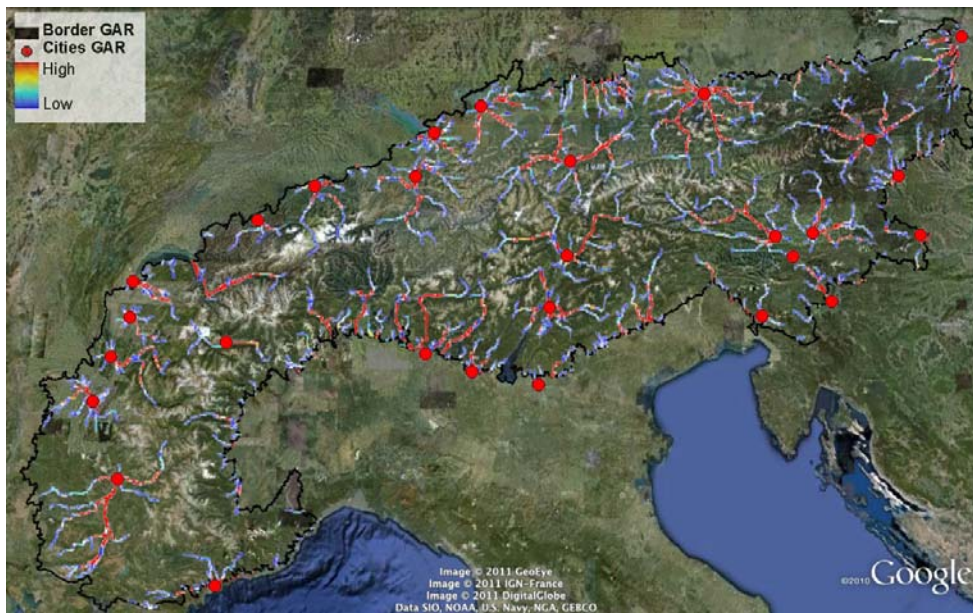 Border GAR
Cities GAR
High
Low
Image © 2011 GeoEye
Image © 2011 IGN-France
Image © 2011 DigitalGlobe
Data SIO, NOAA, U.S. Navy, NGA, GEBCO
©2010 Google